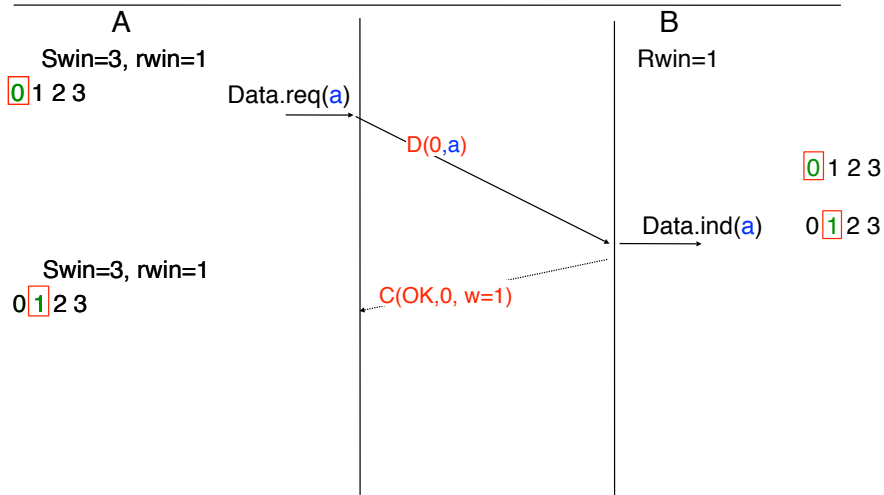 A
B
Swin=3, rwin=1
Rwin=1
0 1 2 3
Data.req(a)
D(0,a)
0 1 2 3
Data.ind(a)
0 1 2 3
Swin=3, rwin=1
C(OK,0, w=1)
0 1 2 3